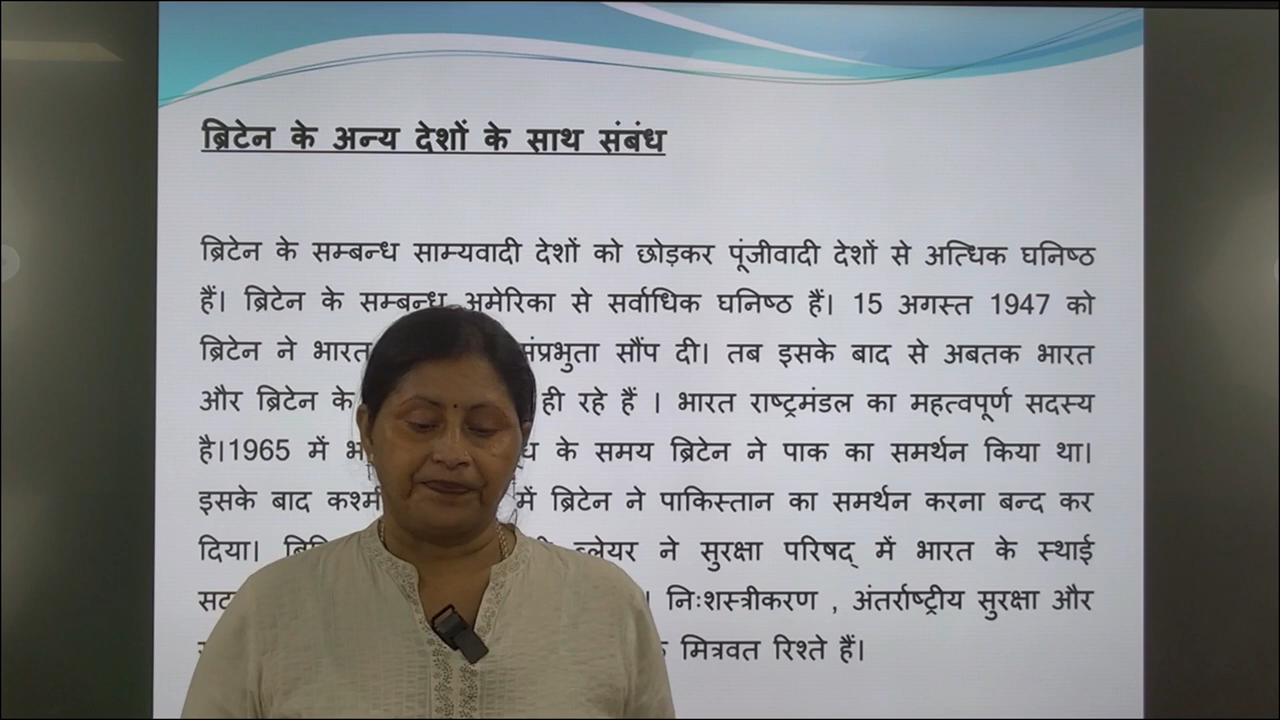 ब्रिटेन के अन्य देशों के साथ संबंध
ब्रिटेन के सम्बन्ध साम्यवादी देशों को छोड़कर पूंजीवादी देशों से अत्धिक घनिष्ठ
हैं। ब्रिटेन के सम्बन्ध अमेरिका से सर्वाधिक घनिष्ठ हैं। 15 अगस्त 1947 को
ब्रिटेन ने भारत संप्रभुता सौंप दी। तब इसके बाद से अबतक भारत
और ब्रिटेन के ही रहे हैं । भारत राष्ट्रमंडल का महत्वपूर्ण सदस्य
है।1965 में के समय ब्रिटेन ने पाक का समर्थन किया था।
इसके बाद में ब्रिटेन ने पाकिस्तान का समर्थन करना बन्द कर
दिया। ब्लेयर ने सुरक्षा परिषद् में भारत के स्थाई
। निःशस्त्रीकरण , अंतर्राष्ट्रीय सुरक्षा और
मित्रवत रिश्ते हैं।